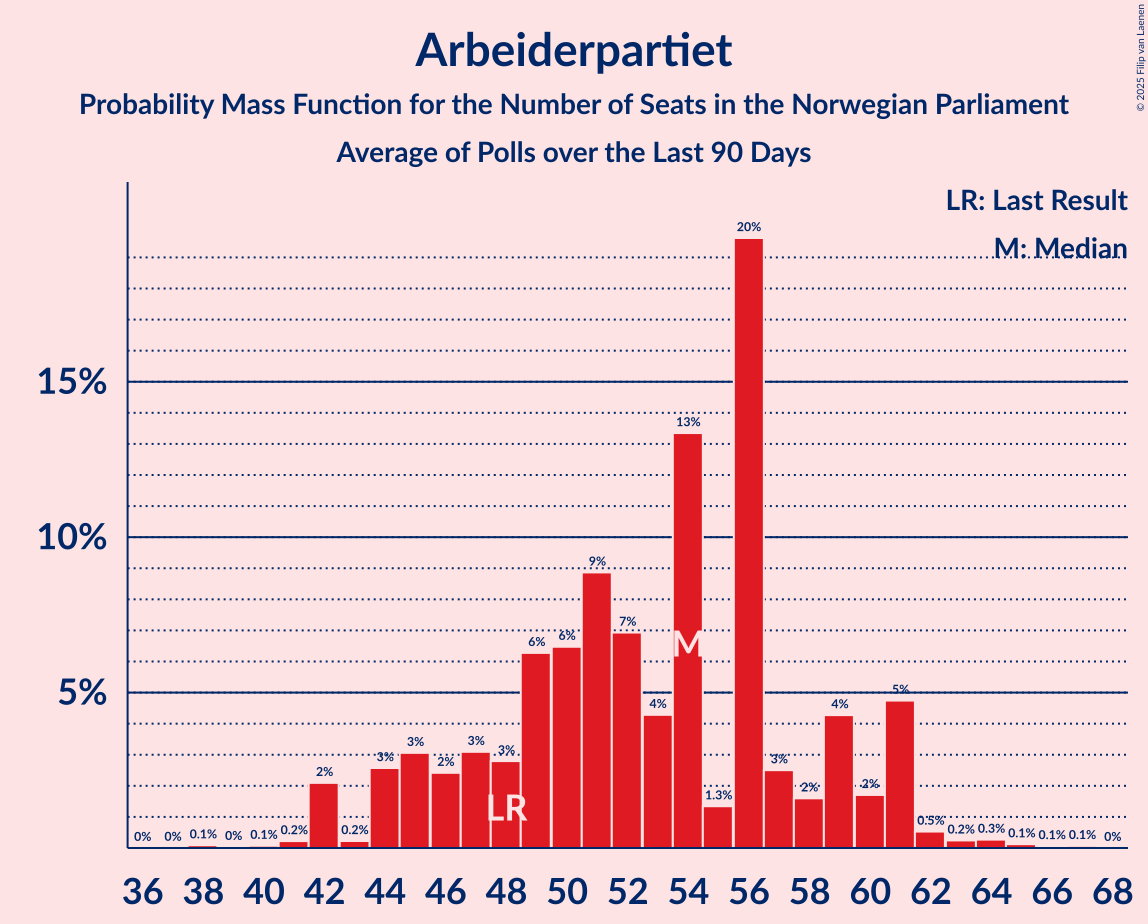 Arbeiderpartiet
Probability Mass Function for the Number of Seats in the Norwegian Parliament
Average of Polls over the Last 90 Days
© 2025 Filip van Laenen
LR: Last Result
M: Median
15%
10%
5%
0% 0% 0.1% 0% 0.1% 0.2% 2% 0.2% 3% 3% 2% 3% 3% 6% 6% 9% 7% 4% 13% 1.3% 20% 3% 2% 4% 2% 5% 0.5% 0.2% 0.3% 0.1% 0.1% 0.1% 0%
M
LR
36 38 40 42 44 46 48 50 52 54 56 58 60 62 64 66 68